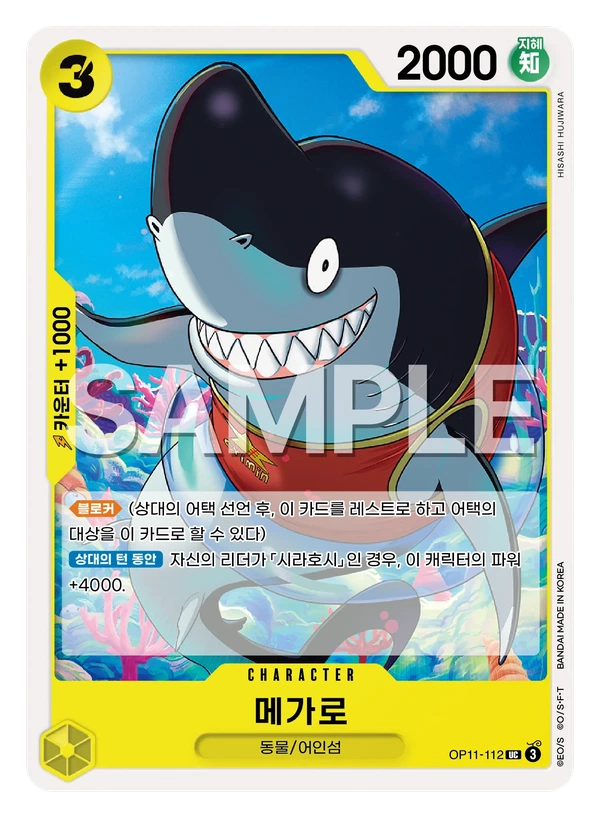 3
2000
지혜
知
HISASHI HUJIWARA
카운터 +1000
SAMPLE
블로커 (상대의 어택 선언 후, 이 카드를 레스트로 하고 어택의
대상을 이 카드로 할 수 있다)
상대의 턴 동안 자신의 리더가 「시라호시」인 경우, 이 캐릭터의 파워
+4000.
CHARACTER
메가로
동물/어인섬
OP11-112 UC 3
©EO/S ©O/S·F·T BANDAI MADE IN KOREA